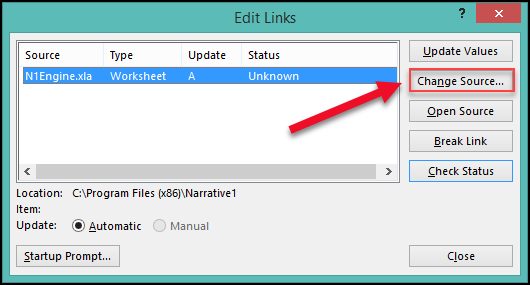 Edit Links
?
Source Type Update Status
N1Engine.xla Worksheet A Unknown
Update Values
Change Source...
Open Source
Break Link
Check Status
Location: C:\Program Files (x86)\Narrative1
Item:
Update: Automatic Manual
Startup Prompt... Close